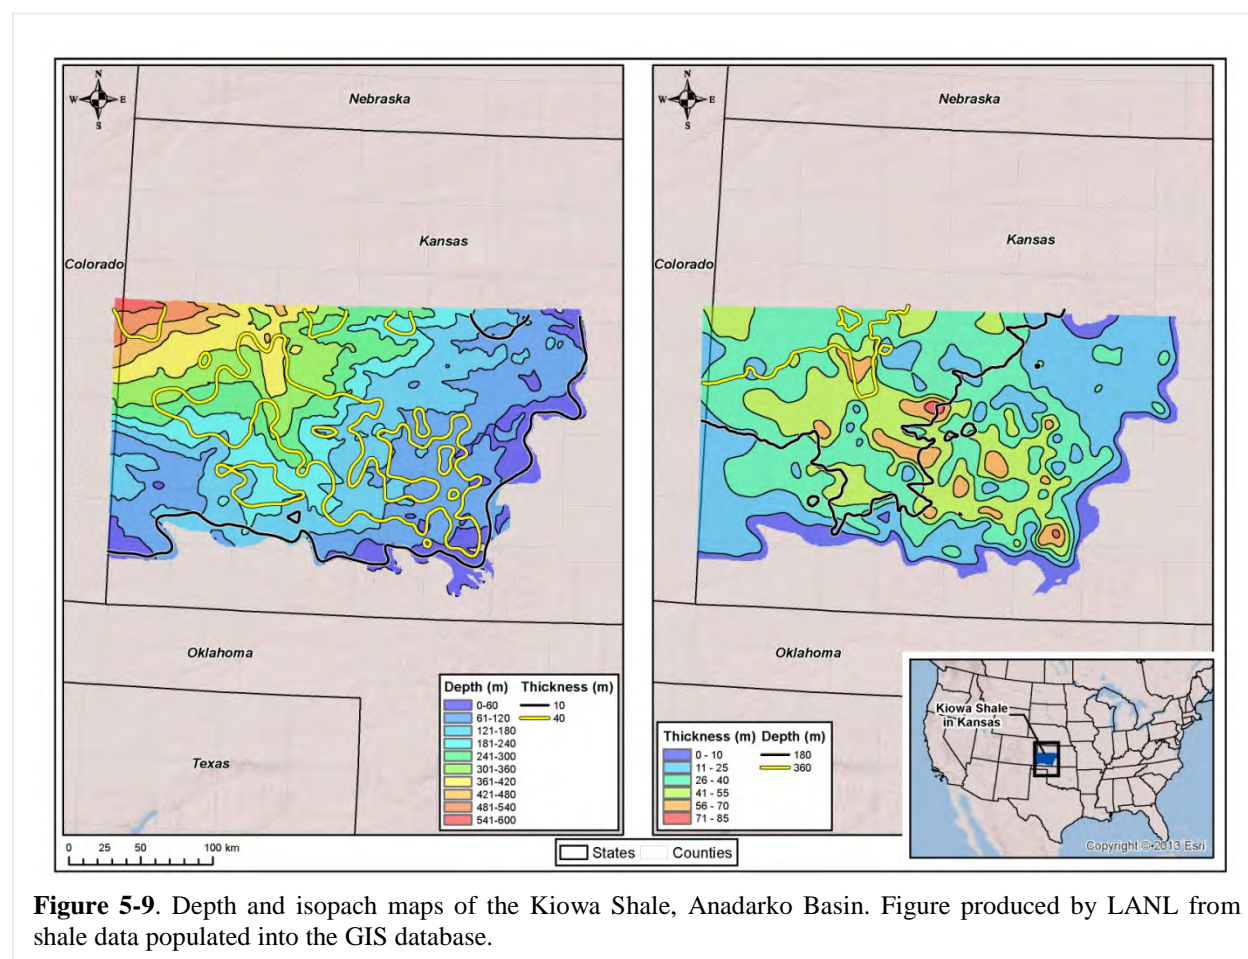 N
W E
S
Nebraska
Kansas
Colorado
Oklahoma
Texas
Depth (m) Thickness (m)
0-60 10
61-120 40
121-180
181-240
241-300
301-360
361-420
421-480
481-540
541-600
0 25 50 100 km
N
W E
S
Nebraska
Kansas
Colorado
Oklahoma
Thickness (m) Depth (m)
0 - 10 180
11 - 25 360
26 - 40
41 - 55
56 - 70
71 - 85
Kiowa Shale
in Kansas
Copyright © 2013 Esri
States Counties
Figure 5-9. Depth and isopach maps of the Kiowa Shale, Anadarko Basin. Figure produced by LANL from
shale data populated into the GIS database.